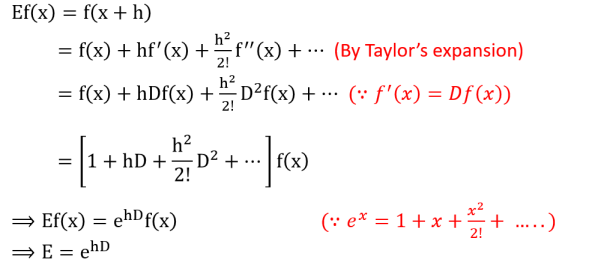 Ef(x) = f(x + h)
= f(x) + hf′(x) + h²/2! f′′(x) + ⋯ (By Taylor’s expansion)
= f(x) + hDf(x) + h²/2! D²f(x) + ⋯ (∵ f′(x) = Df(x))
= [1 + hD + h²/2! D² + ⋯] f(x)
⟹ Ef(x) = e^{hD}f(x) (∵ eˣ = 1 + x + x²/2! + …..)
⟹ E = e^{hD}